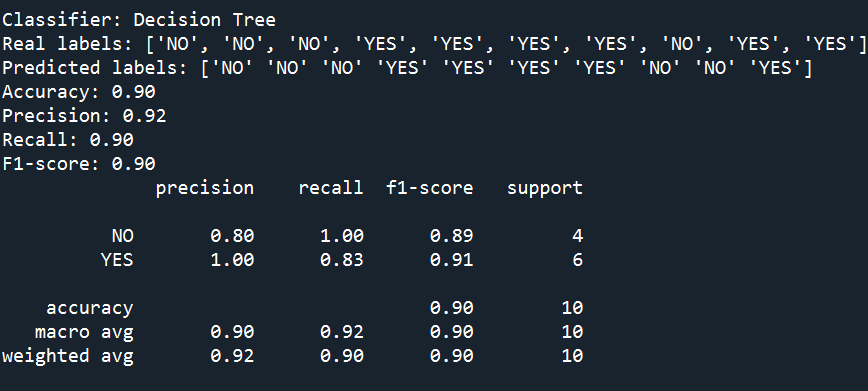 Classifier: Decision Tree
Real labels: ['NO', 'NO', 'NO', 'YES', 'YES', 'YES', 'YES', 'NO', 'YES', 'YES']
Predicted labels: ['NO' 'NO' 'NO' 'YES' 'YES' 'YES' 'YES' 'NO' 'NO' 'YES']
Accuracy: 0.90
Precision: 0.92
Recall: 0.90
F1-score: 0.90
precision recall f1-score support
NO 0.80 1.00 0.89 4
YES 1.00 0.83 0.91 6
accuracy 0.90 10
macro avg 0.90 0.92 0.90 10
weighted avg 0.92 0.90 0.90 10